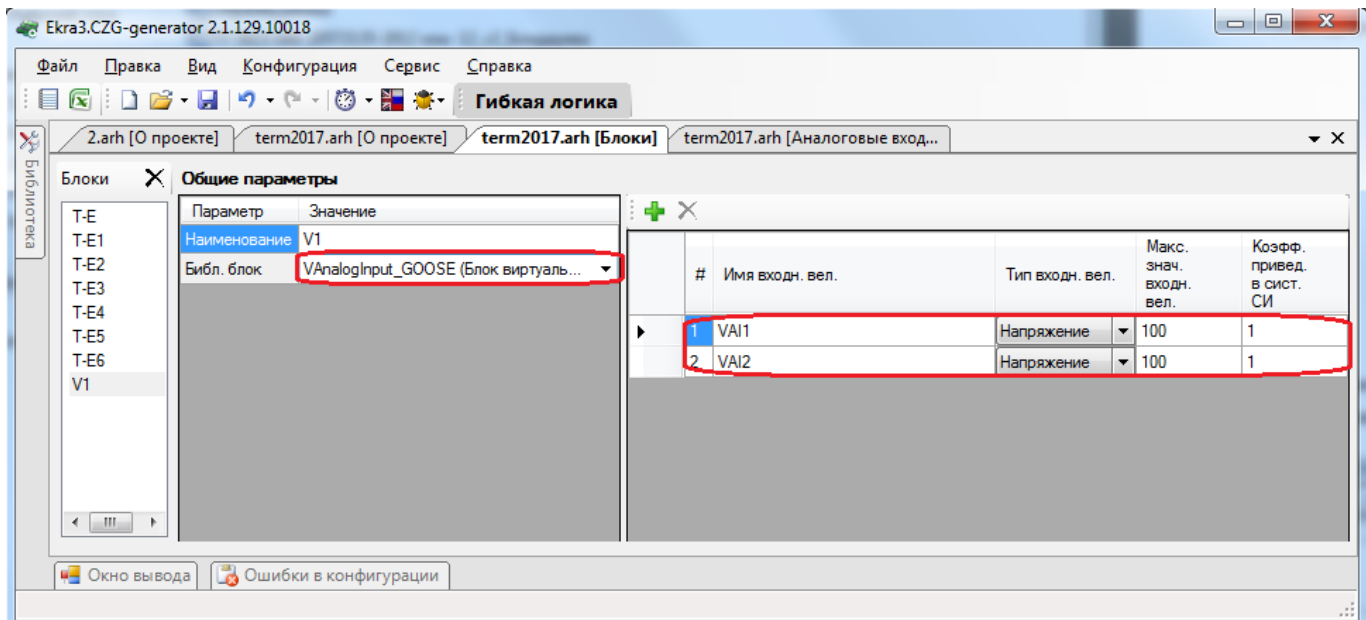 Ekra3.CZG-generator 2.1.129.10018
Файл Правка Вид Конфигурация Сервис Справка
Гибкая логика
2.arh [О проекте] term2017.arh [О проекте] term2017.arh [Блоки] term2017.arh [Аналоговые вход...
Библиотека
Блоки Общие параметры
T-E
T-E1
T-E2
T-E3
T-E4
T-E5
T-E6
V1
Параметр Значение
Наименование V1
Библ. блок VAnalogInput_GOOSE (Блок виртуаль...
# Имя входн. вел. Тип входн. вел. Макс. знач. входн. вел. Коэфф. привед. в сист. СИ
1 VAI1 Напряжение 100 1
2 VAI2 Напряжение 100 1
Окно вывода Ошибки в конфигурации